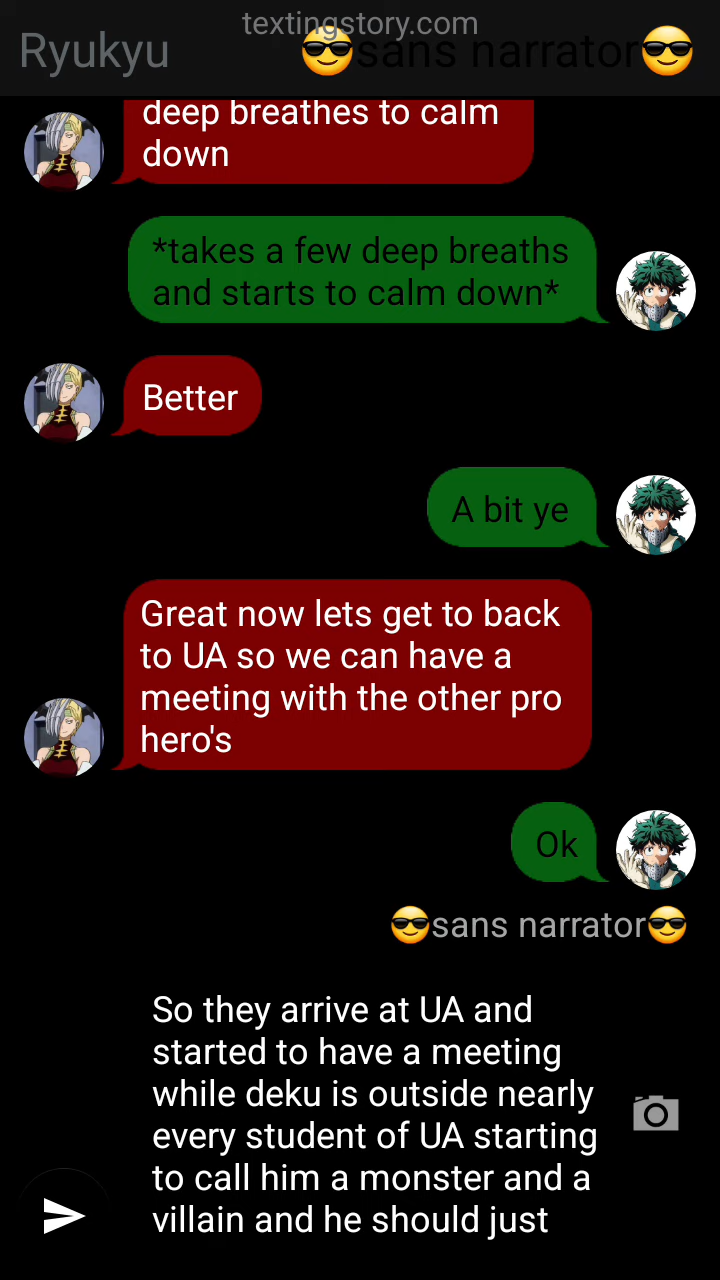 textingstory.com
Ryukyu
😎sans narrator😎
deep breathes to calm
down
*takes a few deep breaths
and starts to calm down*
Better
A bit ye
Great now lets get to back
to UA so we can have a
meeting with the other pro
hero's
Ok
😎sans narrator😎
So they arrive at UA and
started to have a meeting
while deku is outside nearly
every student of UA starting
to call him a monster and a
villain and he should just